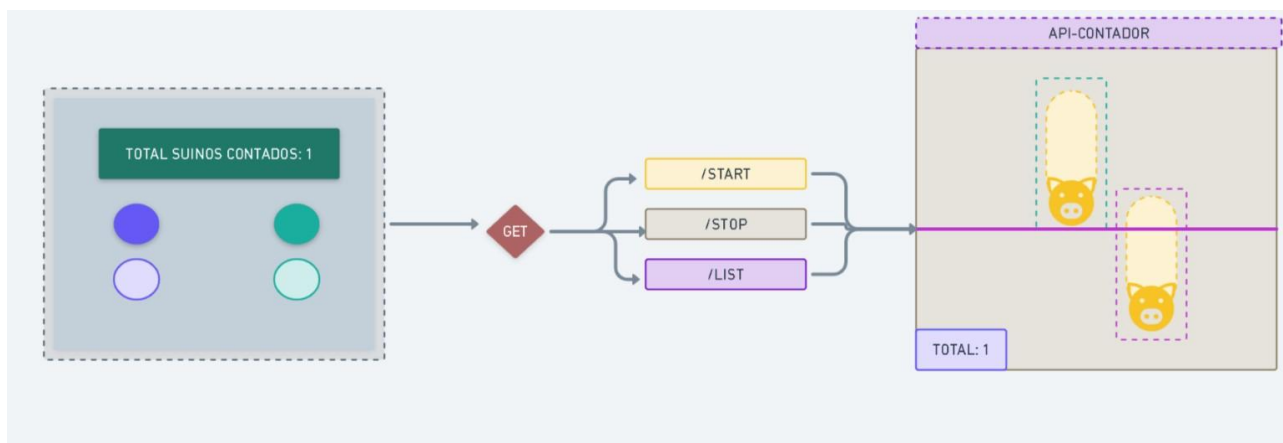 API-CONTADOR
TOTAL SUINOS CONTADOS: 1
/START
/STOP
GET
/LIST
TOTAL: 1